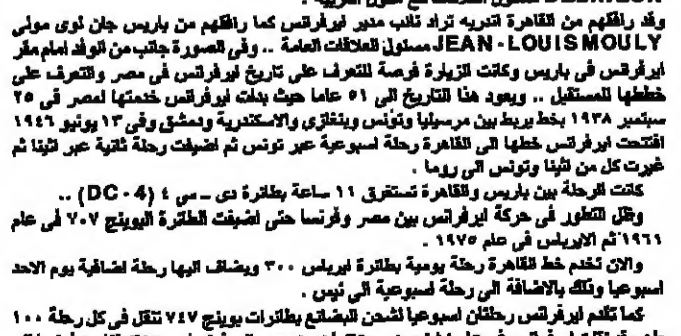 وقد رافقهم من القاهرة اندريه تراد نائب مدير ايرفرانس كما رافقهم من باريس جان لوى مولى
JEAN - LOUIS MOULY مسئول العلاقات العامة .. وفى الصورة جانب من الوفد امام مقر
ايرفرانس فى باريس وكانت الزيارة فرصة للتعرف على تاريخ ايرفرانس فى مصر والتعرف على
خططها للمستقبل .. ويعود هذا التاريخ الى ٥١ عاما حيث بدات ايرفرانس خدمتها لمصر فى ٢٥
سبتمبر ١٩٣٨ بخط يربط بين مرسيليا وتونس وبنغازى والاسكندرية ودمشق وفى ١٣ يونيو ١٩٤٦
افتتحت ايرفرانس خطها الى القاهرة رحلة اسبوعية عبر تونس ثم اضيفت رحلة ثانية عبر اثينا ثم
غيرت كل من اثينا وتونس الى روما .
كانت الرحلة بين باريس والقاهرة تستغرق ١١ ساعة بطائرة دى - سى ٤ (DC - 4) ..
وظل التطور فى حركة ايرفرانس بين مصر وفرنسا حتى اضيفت الطائرة البوينج ٧٠٧ فى عام
١٩٦١ ثم الايرباس فى عام ١٩٧٥ .
والان تخدم خط القاهرة رحلة يومية بطائرة ايرباس ٣٠٠ ويضاف اليها رحلة اضافية يوم الاحد
اسبوعيا وذلك بالاضافة الى رحلة اسبوعية الى نيس .
كما تقدم ايرفرانس رحلتان اسبوعيا لشحن البضائع بطائرات بوينج ٧٤٧ تنقل فى كل رحلة ١٠٠